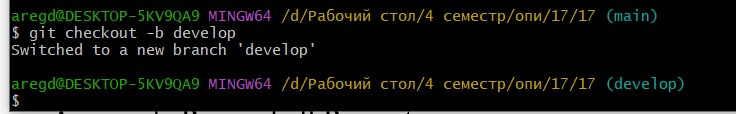 aregd@DESKTOP-5KV9QA9 MINGW64 /d/Рабочий стол/4 семестр/опи/17/17 (main)
$ git checkout -b develop
Switched to a new branch 'develop'
aregd@DESKTOP-5KV9QA9 MINGW64 /d/Рабочий стол/4 семестр/опи/17/17 (develop)
$